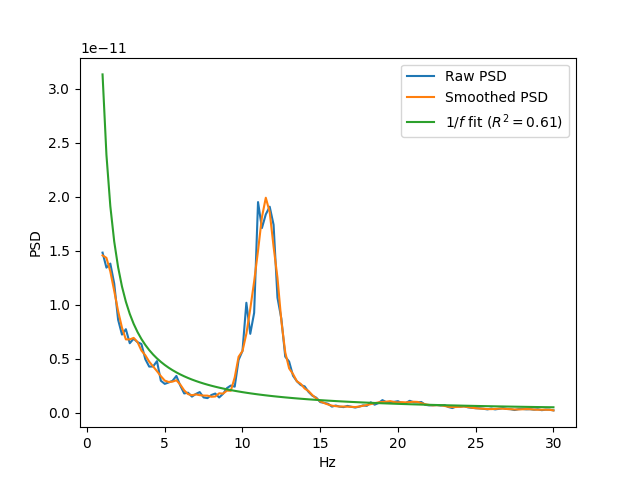 1e−11
3.0
2.5
2.0
1.5
1.0
0.5
0.0
PSD
Raw PSD
Smoothed PSD
1/f fit (R² = 0.61)
0 5 10 15 20 25 30
Hz